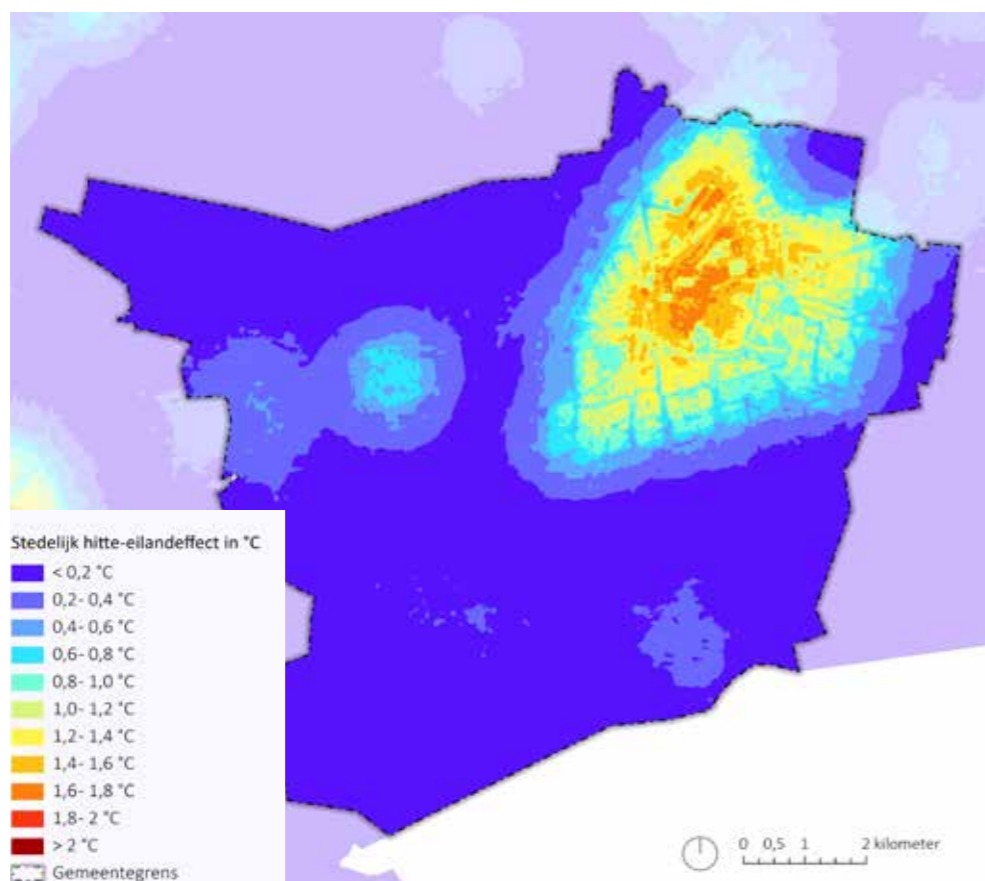 Stedelijk hitte-eilandeffect in °C
< 0,2 °C
0,2- 0,4 °C
0,4- 0,6 °C
0,6- 0,8 °C
0,8- 1,0 °C
1,0- 1,2 °C
1,2- 1,4 °C
1,4- 1,6 °C
1,6- 1,8 °C
1,8- 2 °C
> 2 °C
Gemeentegrens
0 0,5 1 2 kilometer